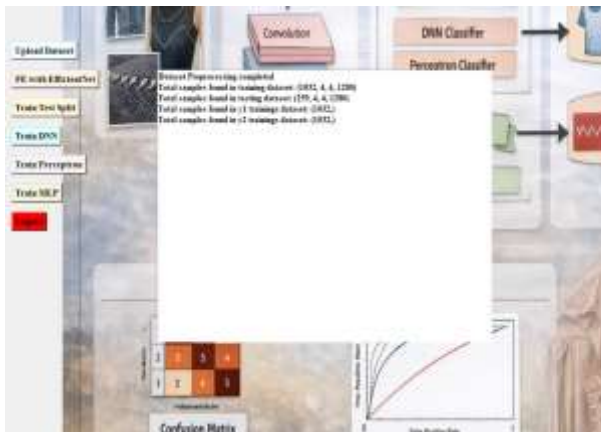 Convolution
DNN Classifier
Perceptron Classifier
Upload Dataset
FE with EfficientNet
Train Test Split
Train DNN
Train Perceptron
Train MLP
Dataset Preprocessing completed
Total samples found in training dataset: (1032, 4, 4, 1280)
Total samples found in testing dataset: (259, 4, 4, 1280)
Total samples found in y1 trainings dataset: (1032,)
Total samples found in y2 trainings dataset: (1032,)
Confusion Matrix